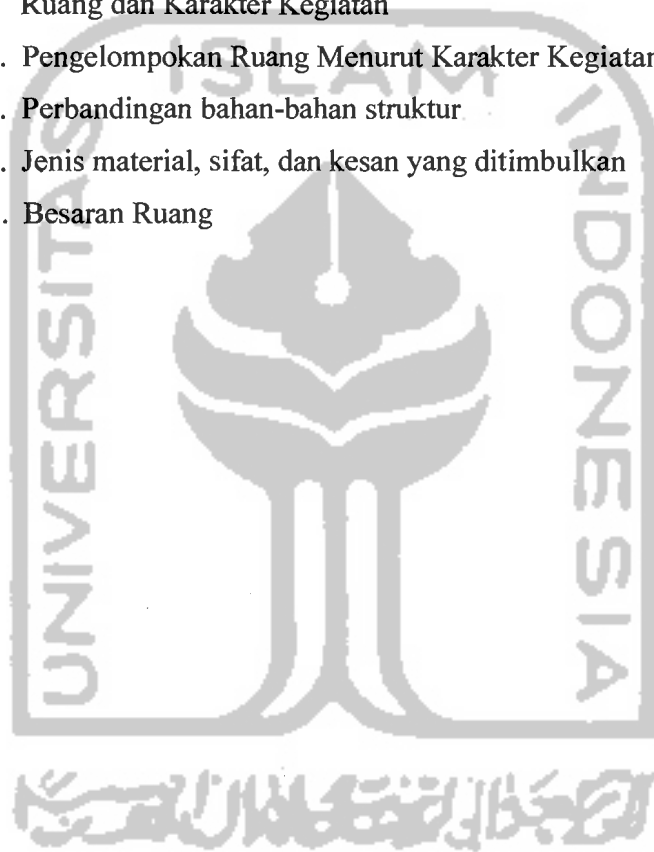 Ruang dan Karakter Kegiatan
. Pengelompokan Ruang Menurut Karakter Kegiatan
. Perbandingan bahan-bahan struktur
. Jenis material, sifat, dan kesan yang ditimbulkan
. Besaran Ruang
ISLAM
UNIVERSITAS
INDONESIA